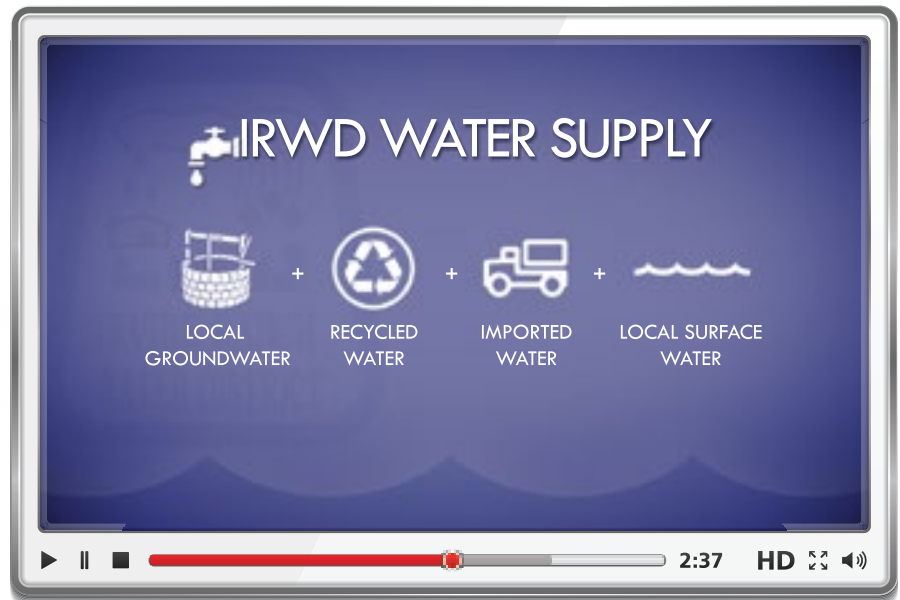 IRWD WATER SUPPLY
+ + +
LOCAL
GROUNDWATER
RECYCLED
WATER
IMPORTED
WATER
LOCAL SURFACE
WATER
2:37
HD